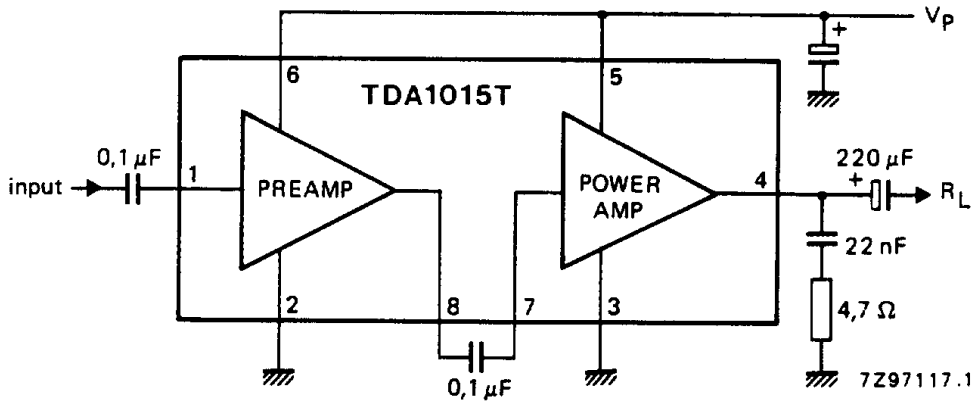 V_P
+
6
5
TDA1015T
0,1 µF
1
input
PREAMP
POWER
AMP
4
220 µF
+
R_L
22 nF
2
8
7
3
4,7 Ω
0,1 µF
7Z97117.1